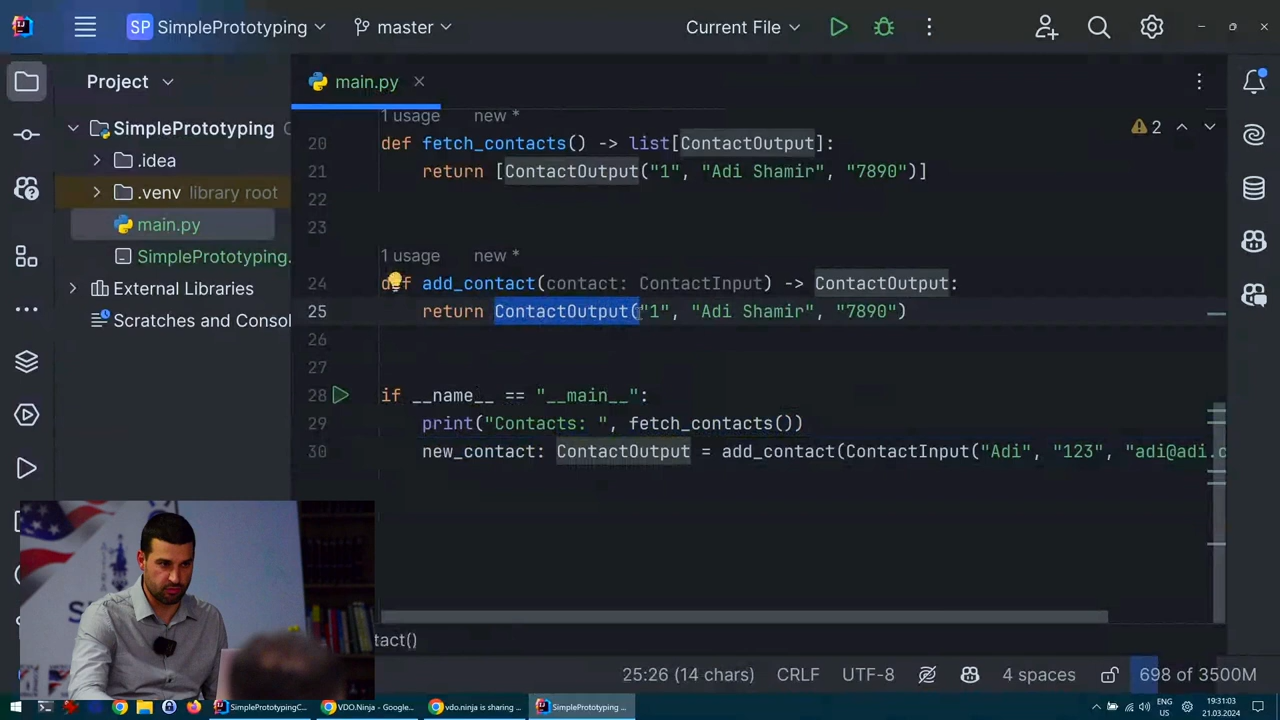 SP SimplePrototyping master Current File
Project main.py
SimplePrototyping
.idea
.venv library root
main.py
SimplePrototyping.
External Libraries
Scratches and Consol
1 usage new *
20 def fetch_contacts() -> list[ContactOutput]:
21 return [ContactOutput("1", "Adi Shamir", "7890")]
22
23
1 usage new *
24 def add_contact(contact: ContactInput) -> ContactOutput:
25 return ContactOutput("1", "Adi Shamir", "7890")
26
27
28 if __name__ == "__main__":
29 print("Contacts: ", fetch_contacts())
30 new_contact: ContactOutput = add_contact(ContactInput("Adi", "123", "adi@adi.c
2
tact()
25:26 (14 chars) CRLF UTF-8 4 spaces 698 of 3500M
SimplePrototypingC... VDO.Ninja - Google... vdo.ninja is sharing ... SimplePrototyping ... ENG US 19:31:03 21.03.2024